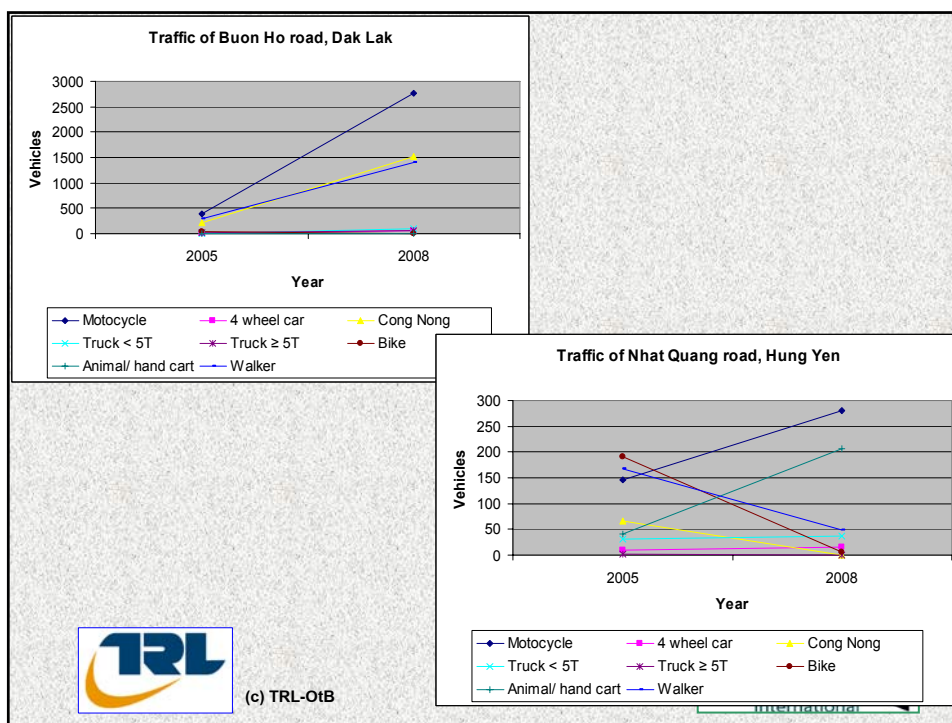 Traffic of Buon Ho road, Dak Lak
3000
2500
2000
1500
1000
500
0
Vehicles
2005 2008
Year
Motocycle 4 wheel car Cong Nong
Truck < 5T Truck ≥ 5T Bike
Animal/ hand cart Walker
Traffic of Nhat Quang road, Hung Yen
300
250
200
150
100
50
0
Vehicles
2005 2008
Year
Motocycle 4 wheel car Cong Nong
Truck < 5T Truck ≥ 5T Bike
Animal/ hand cart Walker
TRL
(c) TRL-OtB
International